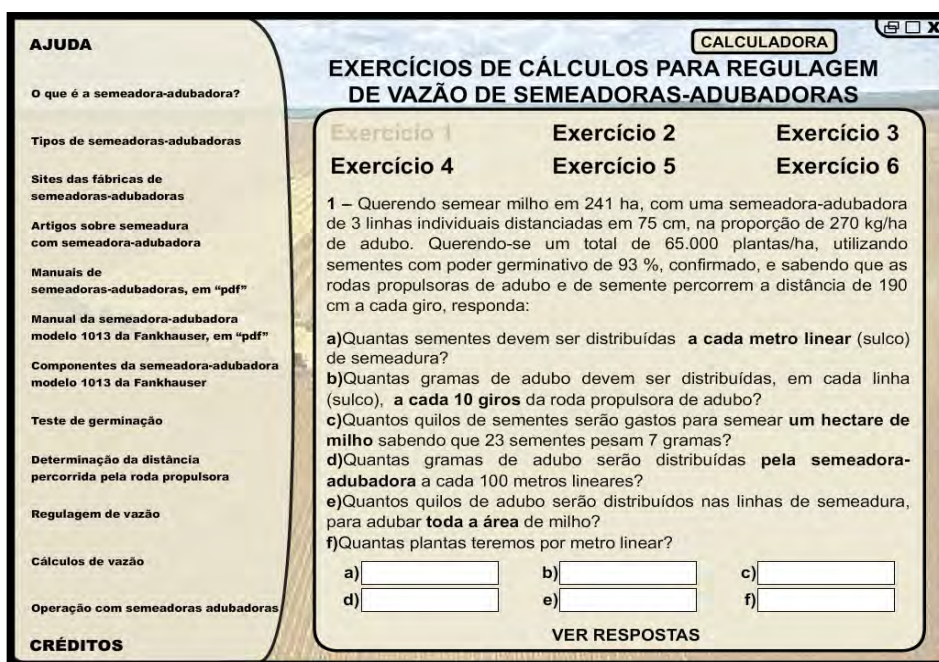 AJUDA
O que é a semeadora-adubadora?
Tipos de semeadoras-adubadoras
Sites das fábricas de
semeadoras-adubadoras
Artigos sobre semeadura
com semeadora-adubadora
Manuais de
semeadoras-adubadoras, em “pdf”
Manual da semeadora-adubadora
modelo 1013 da Fankhauser, em “pdf”
Componentes da semeadora-adubadora
modelo 1013 da Fankhauser
Teste de germinação
Determinação da distância
percorrida pela roda propulsora
Regulagem de vazão
Cálculos de vazão
Operação com semeadoras adubadoras
CRÉDITOS
X
CALCULADORA
EXERCÍCIOS DE CÁLCULOS PARA REGULAGEM
DE VAZÃO DE SEMEADORAS-ADUBADORAS
Exercício 1 Exercício 2 Exercício 3
Exercício 4 Exercício 5 Exercício 6
1 – Querendo semear milho em 241 ha, com uma semeadora-adubadora
de 3 linhas individuais distanciadas em 75 cm, na proporção de 270 kg/ha
de adubo. Querendo-se um total de 65.000 plantas/ha, utilizando
sementes com poder germinativo de 93 %, confirmado, e sabendo que as
rodas propulsoras de adubo e de semente percorrem a distância de 190
cm a cada giro, responda:
a)Quantas sementes devem ser distribuídas a cada metro linear (sulco)
de semeadura?
b)Quantas gramas de adubo devem ser distribuídas, em cada linha
(sulco), a cada 10 giros da roda propulsora de adubo?
c)Quantos quilos de sementes serão gastos para semear um hectare de
milho sabendo que 23 sementes pesam 7 gramas?
d)Quantas gramas de adubo serão distribuídas pela semeadora-
adubadora a cada 100 metros lineares?
e)Quantos quilos de adubo serão distribuídos nas linhas de semeadura,
para adubar toda a área de milho?
f)Quantas plantas teremos por metro linear?
a) b) c)
d) e) f)
VER RESPOSTAS